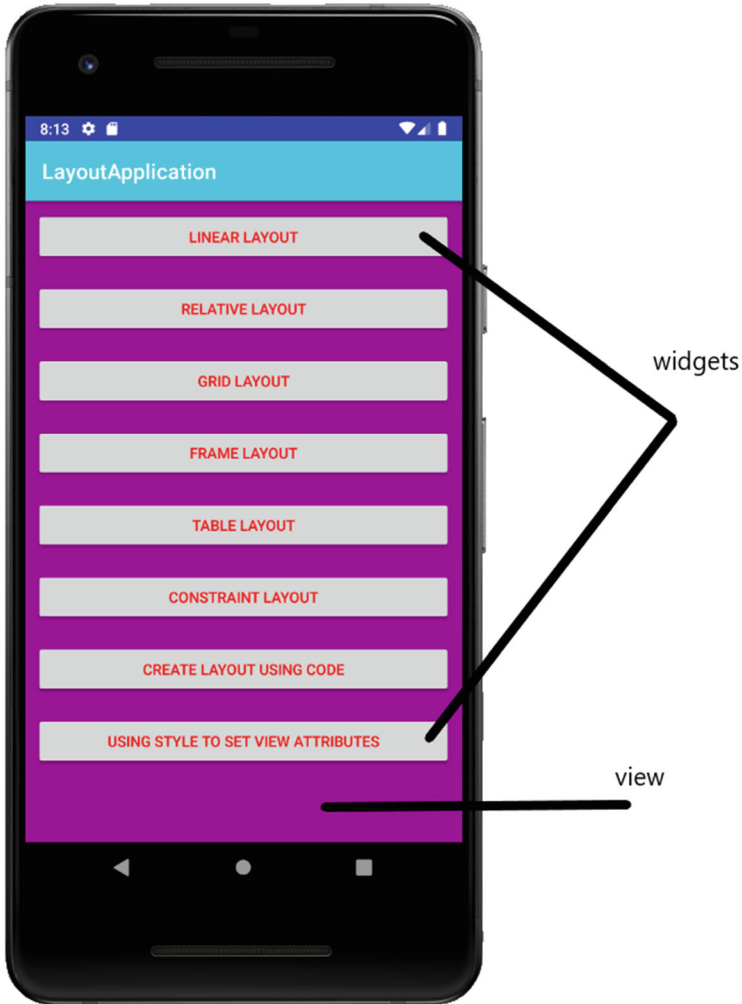 8:13
LayoutApplication
LINEAR LAYOUT
RELATIVE LAYOUT
widgets
GRID LAYOUT
FRAME LAYOUT
TABLE LAYOUT
CONSTRAINT LAYOUT
CREATE LAYOUT USING CODE
USING STYLE TO SET VIEW ATTRIBUTES
view